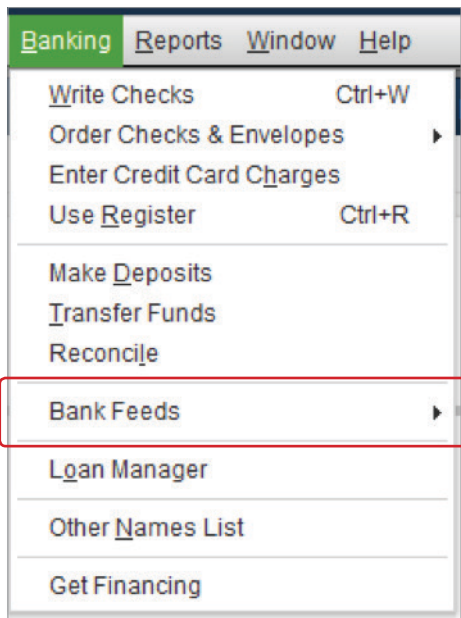 Banking Reports Window Help
Write Checks Ctrl+W
Order Checks & Envelopes
Enter Credit Card Charges
Use Register Ctrl+R
Make Deposits
Transfer Funds
Reconcile
Bank Feeds
Loan Manager
Other Names List
Get Financing